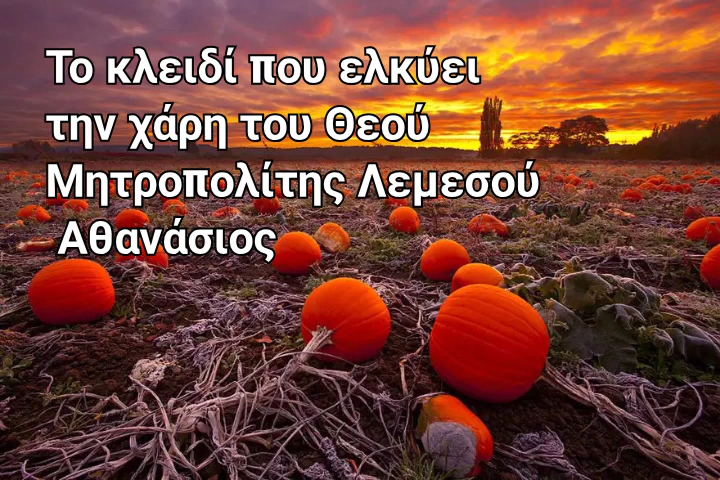 Το κλειδί που ελκύει
την χάρη του Θεού
Μητροπολίτης Λεμεσού
Αθανάσιος